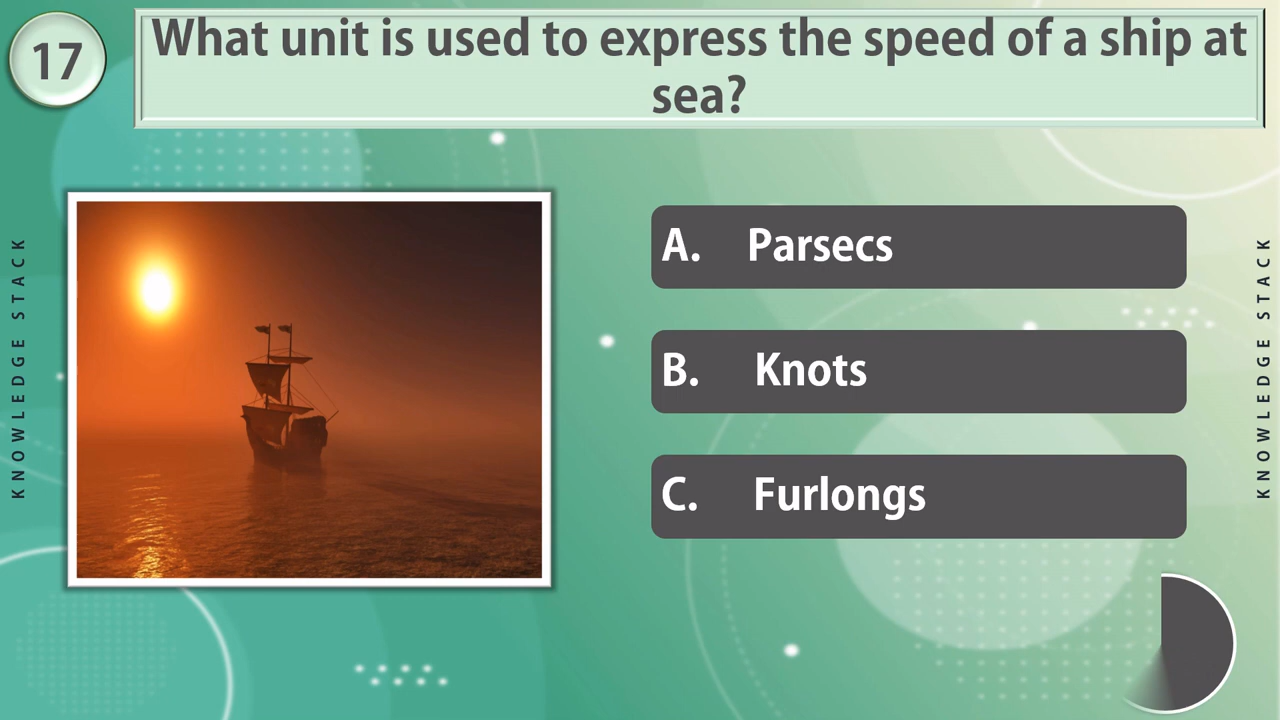 17
What unit is used to express the speed of a ship at
sea?
KNOWLEDGE STACK
A. Parsecs
B. Knots
C. Furlongs
KNOWLEDGE STACK